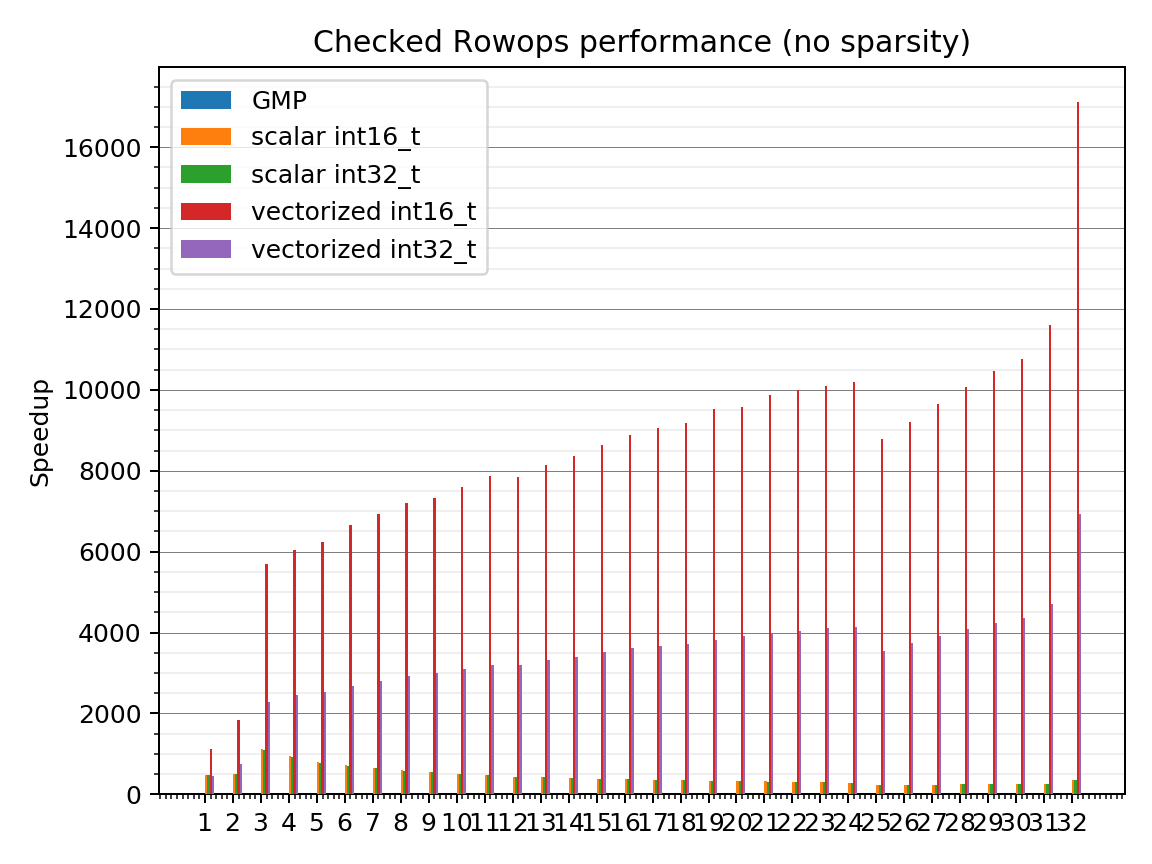 Checked Rowops performance (no sparsity)
GMP
scalar int16_t
scalar int32_t
vectorized int16_t
vectorized int32_t
Speedup
16000
14000
12000
10000
8000
6000
4000
2000
0
1 2 3 4 5 6 7 8 9 10 11 12 13 14 15 16 17 18 19 20 21 22 23 24 25 26 27 28 29 30 31 32